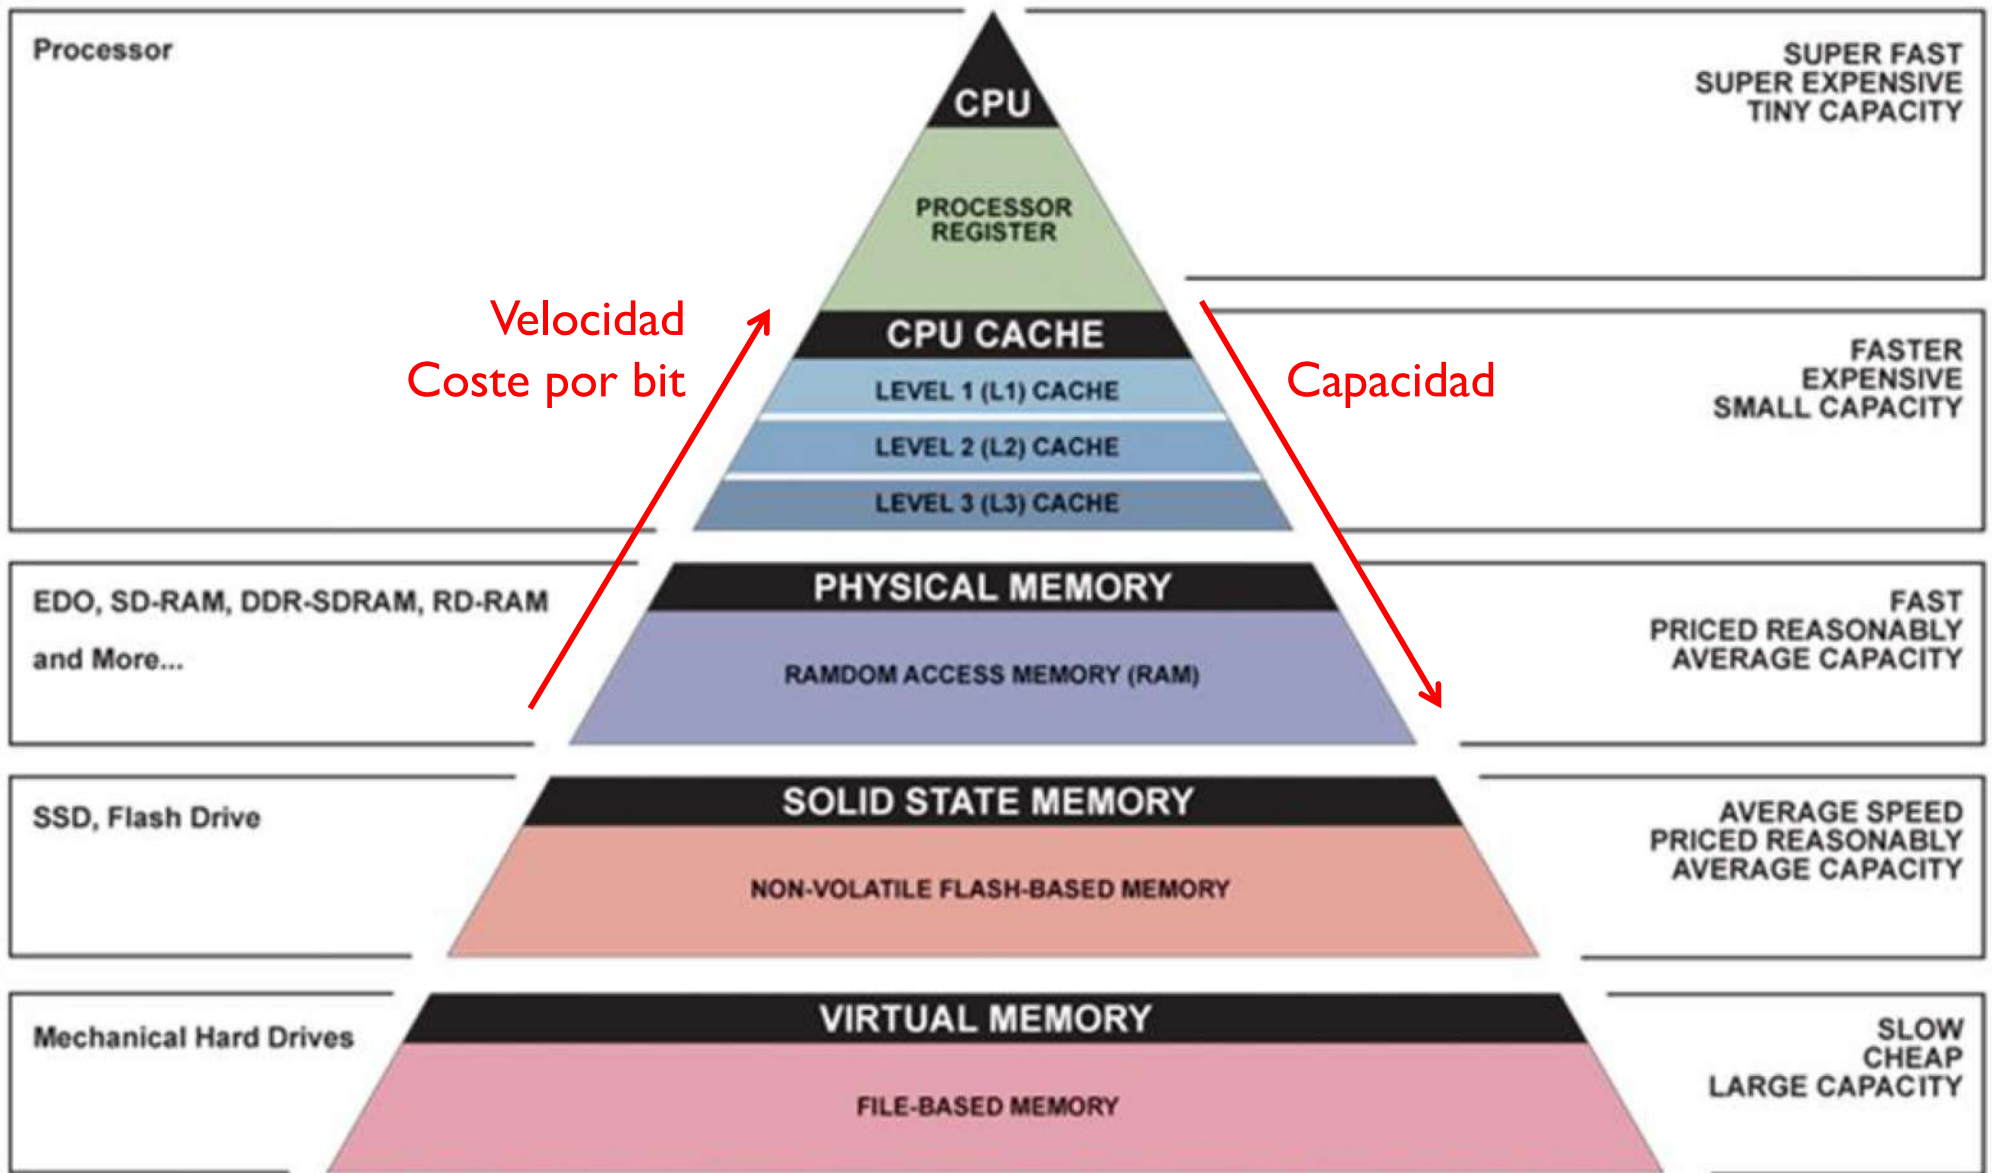 Processor
CPU
SUPER FAST
SUPER EXPENSIVE
TINY CAPACITY
PROCESSOR
REGISTER
Velocidad
Coste por bit
CPU CACHE
LEVEL 1 (L1) CACHE
LEVEL 2 (L2) CACHE
LEVEL 3 (L3) CACHE
Capacidad
FASTER
EXPENSIVE
SMALL CAPACITY
EDO, SD-RAM, DDR-SDRAM, RD-RAM
and More...
PHYSICAL MEMORY
RAMDOM ACCESS MEMORY (RAM)
FAST
PRICED REASONABLY
AVERAGE CAPACITY
SSD, Flash Drive
SOLID STATE MEMORY
NON-VOLATILE FLASH-BASED MEMORY
AVERAGE SPEED
PRICED REASONABLY
AVERAGE CAPACITY
Mechanical Hard Drives
VIRTUAL MEMORY
FILE-BASED MEMORY
SLOW
CHEAP
LARGE CAPACITY